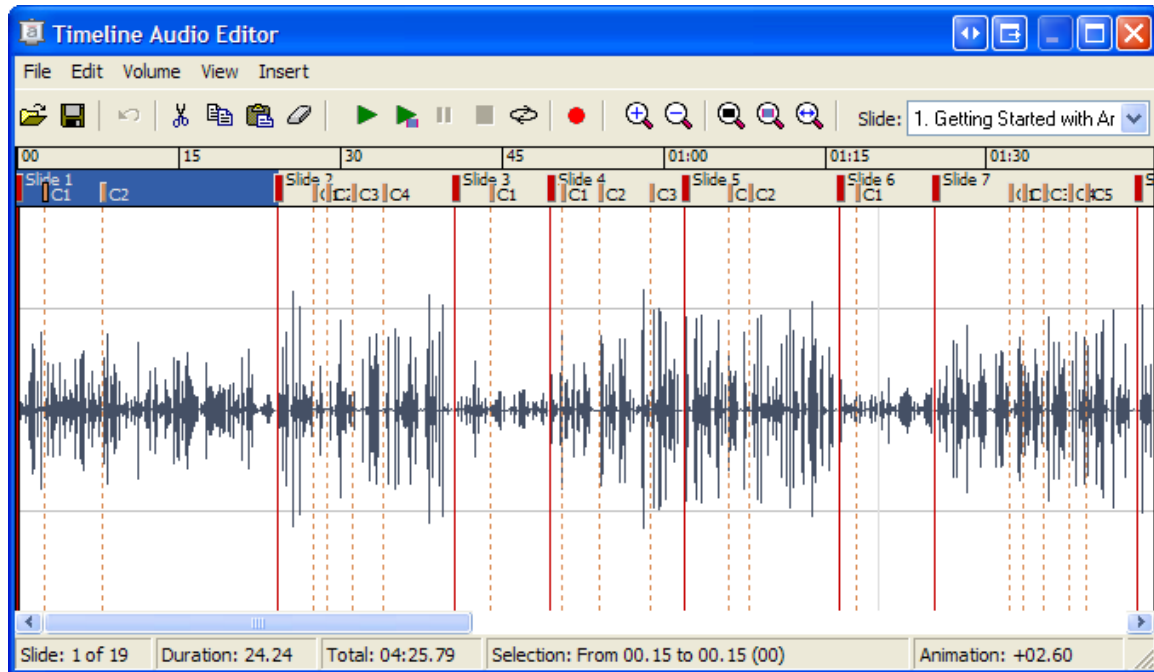 Timeline Audio Editor
File Edit Volume View Insert
Slide: 1. Getting Started with Ar
00 15 30 45 01:00 01:15 01:30
Slide 1 Slide 2 Slide 3 Slide 4 Slide 5 Slide 6 Slide 7
C1 C2 C3 C4 C1 C1 C2 C3 C2 C1 C5
Slide: 1 of 19 Duration: 24.24 Total: 04:25.79 Selection: From 00.15 to 00.15 (00) Animation: +02.60